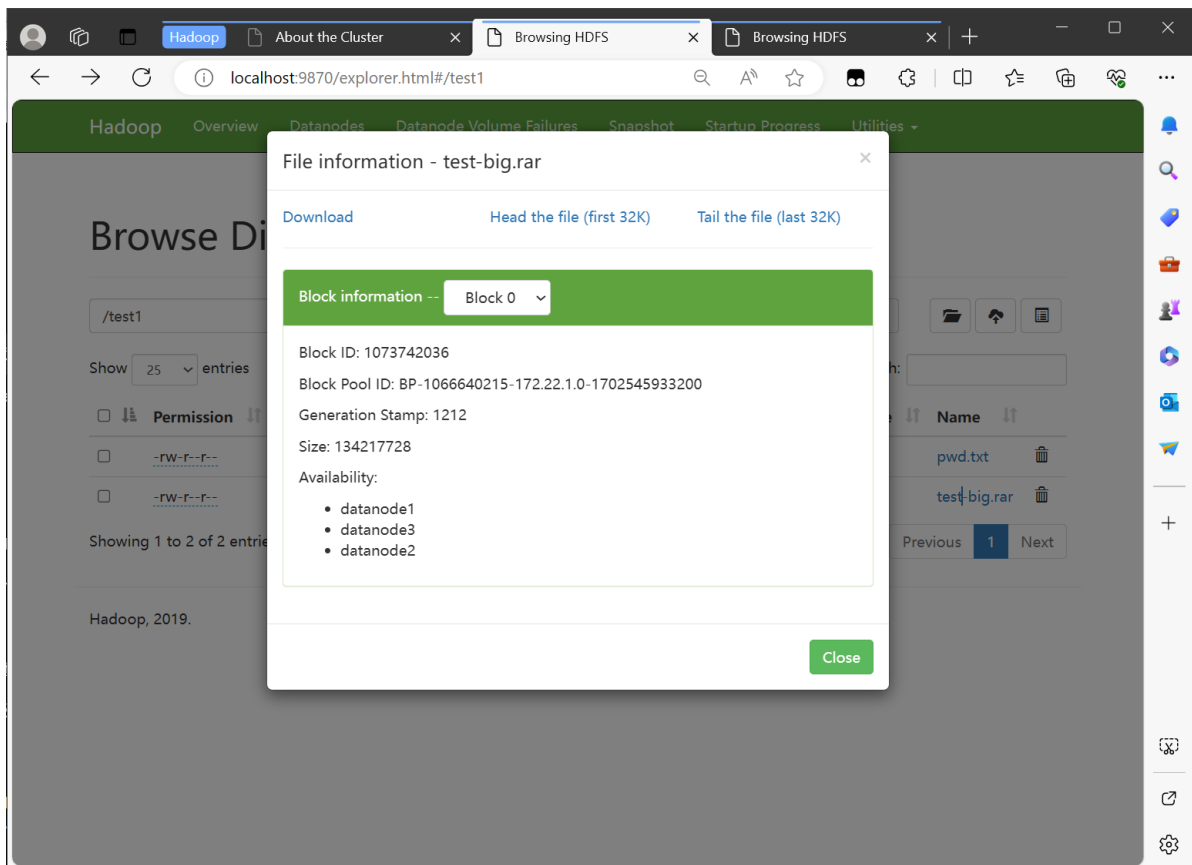 Hadoop About the Cluster Browsing HDFS Browsing HDFS
localhost:9870/explorer.html#/test1
Hadoop Overview Datanodes Datanode Volume Failures Snapshot Startup Progress Utilities
File information - test-big.rar
Download Head the file (first 32K) Tail the file (last 32K)
Browse Di
Block information -- Block 0
/test1
Block ID: 1073742036
Show 25 entries h:
Block Pool ID: BP-1066640215-172.22.1.0-1702545933200
Permission Name
Generation Stamp: 1212
Size: 134217728
-rw-r--r-- pwd.txt
Availability:
-rw-r--r-- test-big.rar
• datanode1
• datanode3
• datanode2
Showing 1 to 2 of 2 entrie Previous 1 Next
Hadoop, 2019.
Close